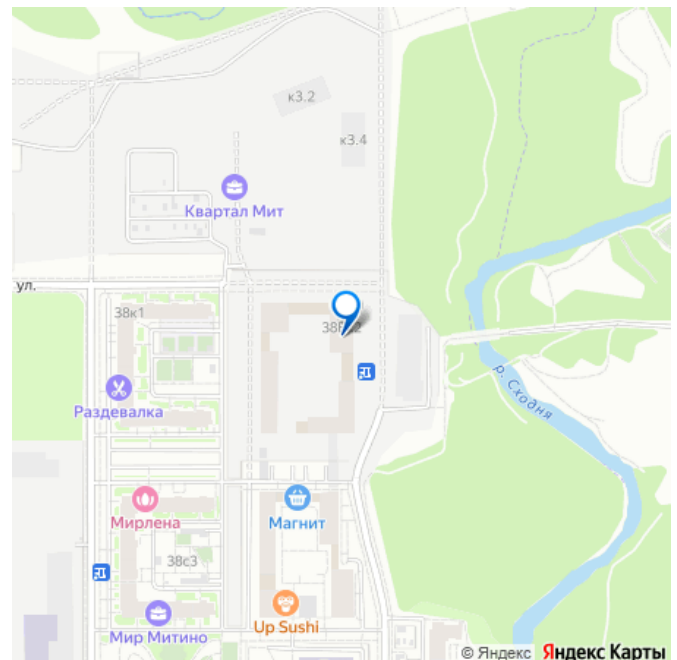 к3.2
к3.4
Квартал Мит
ул.
38к1
Раздевалка
р. Сходня
Мирлена
Магнит
38с3
Мир Митино
Up Sushi
© Яндекс Яндекс Карты